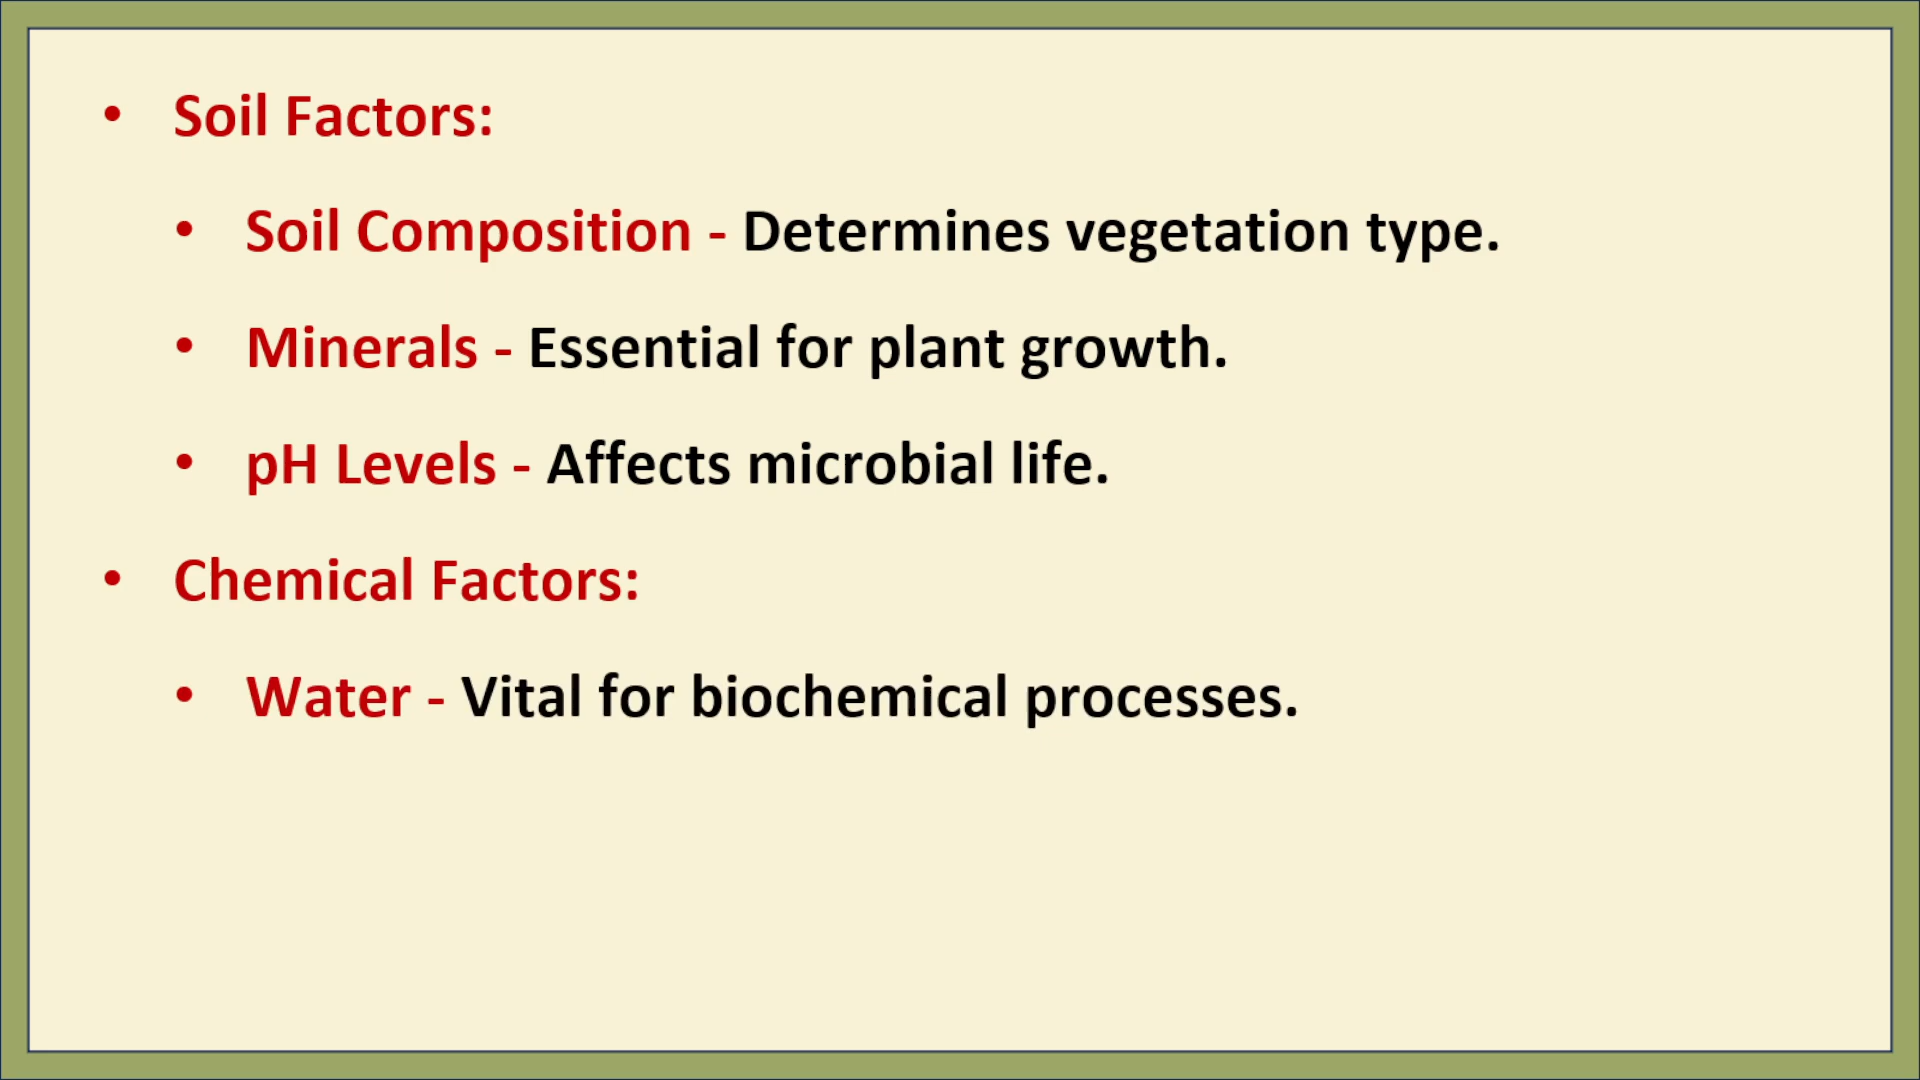 • Soil Factors:
• Soil Composition - Determines vegetation type.
• Minerals - Essential for plant growth.
• pH Levels - Affects microbial life.
• Chemical Factors:
• Water - Vital for biochemical processes.